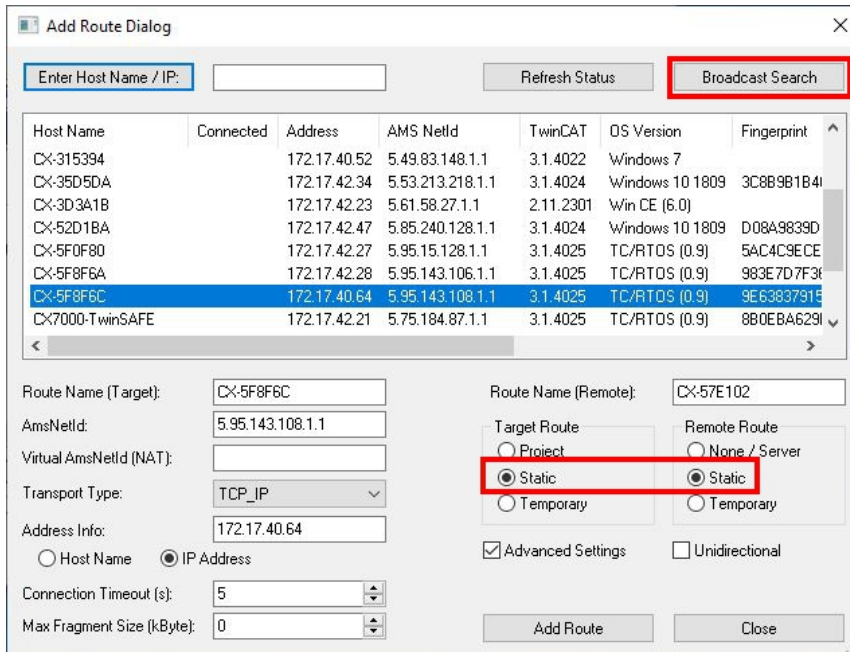 Add Route Dialog
Enter Host Name / IP: Refresh Status Broadcast Search
Host Name Connected Address AMS NetId TwinCAT OS Version Fingerprint
CX-315394 172.17.40.52 5.49.83.148.1.1 3.1.4022 Windows 7
CX-35D5DA 172.17.42.34 5.53.213.218.1.1 3.1.4024 Windows 10 1809 3C8B9B1B4
CX-3D3A1B 172.17.42.23 5.61.58.27.1.1 2.11.2301 Win CE (6.0)
CX-52D1BA 172.17.42.47 5.85.240.128.1.1 3.1.4024 Windows 10 1809 D08A9839D
CX-5F0F80 172.17.42.27 5.95.15.128.1.1 3.1.4025 TC/RTOS (0.9) 5AC4C9ECE
CX-5F8F6A 172.17.42.28 5.95.143.106.1.1 3.1.4025 TC/RTOS (0.9) 983E7D7F3
CX-5F8F6C 172.17.40.64 5.95.143.108.1.1 3.1.4025 TC/RTOS (0.9) 9E63837915
CX7000-TwinSAFE 172.17.42.21 5.75.184.87.1.1 3.1.4025 TC/RTOS (0.9) 8B0EBA629
Route Name (Target): CX-5F8F6C Route Name (Remote): CX-57E102
AmsNetId: 5.95.143.108.1.1 Target Route Remote Route
Virtual AmsNetId (NAT): Project None / Server
Transport Type: TCP_IP Static Static
Address Info: 172.17.40.64 Temporary Temporary
Host Name IP Address Advanced Settings Unidirectional
Connection Timeout (s): 5
Max Fragment Size (kByte): 0 Add Route Close